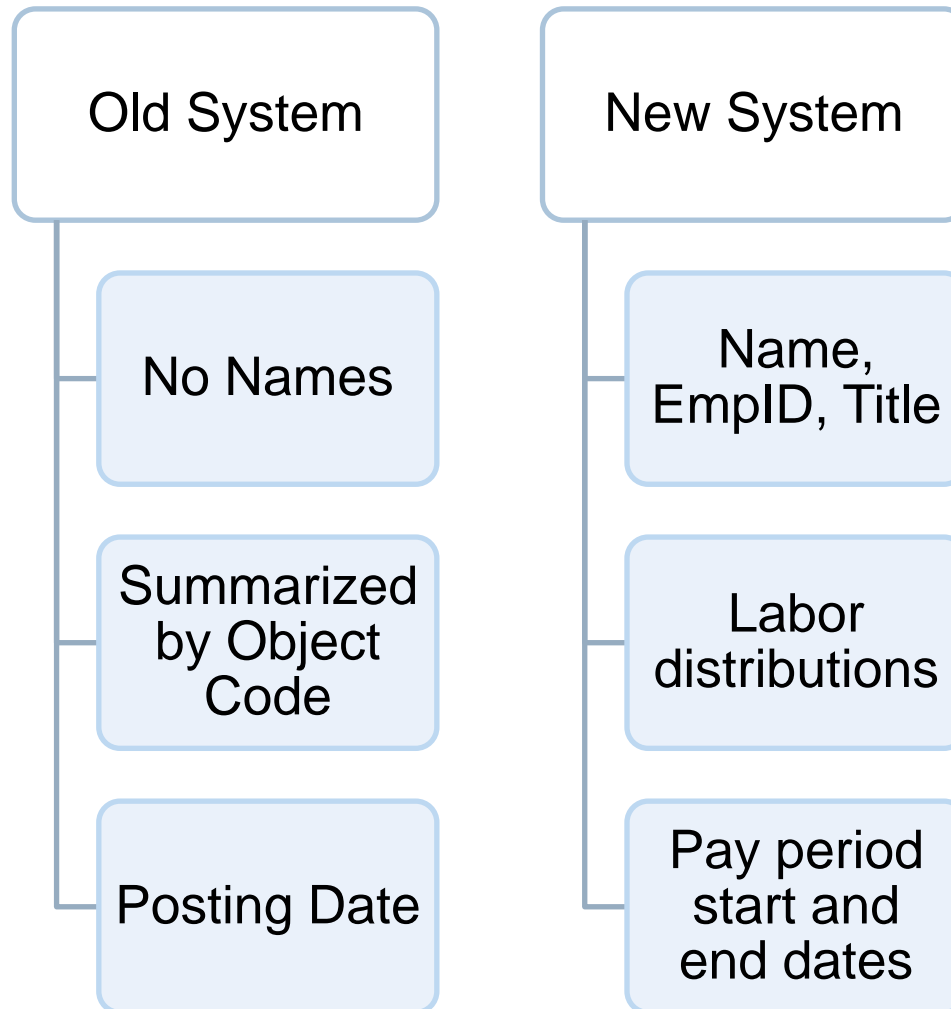 Old System
No Names
Summarized
by Object
Code
Posting Date
New System
Name,
EmpID, Title
Labor
distributions
Pay period
start and
end dates